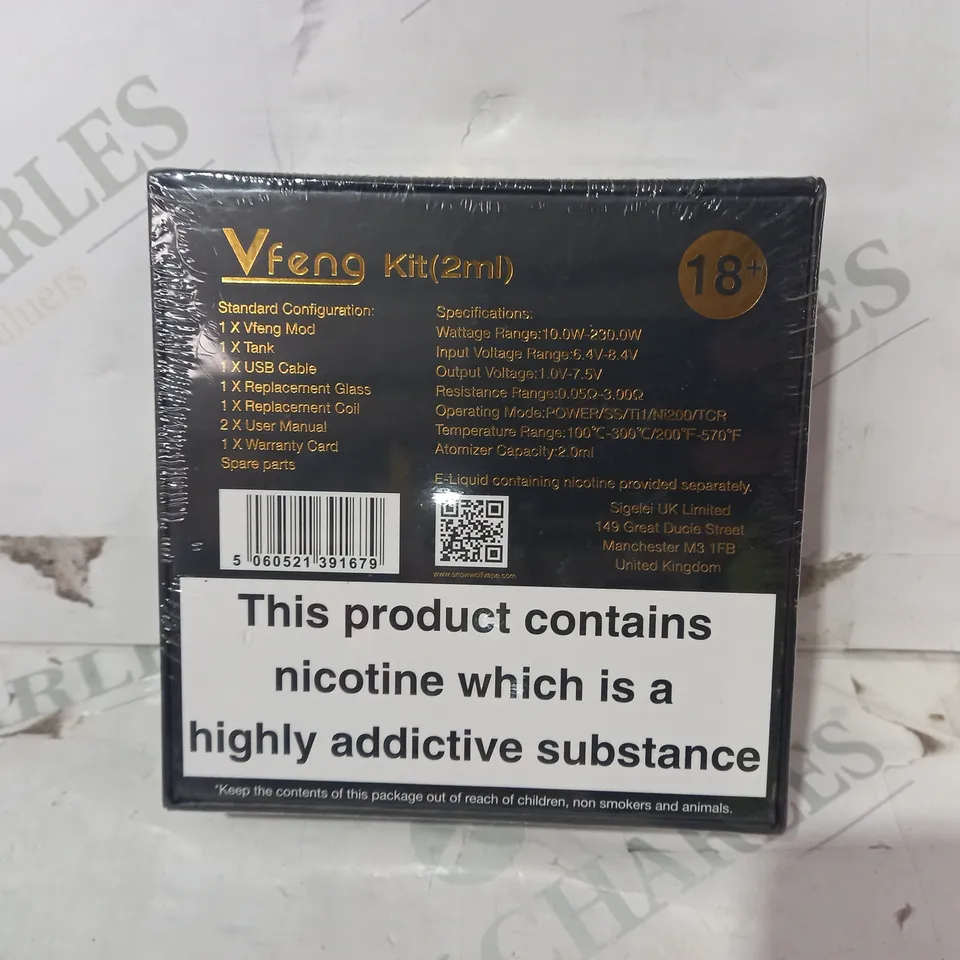 Vfeng Kit(2ml)
18+
Standard Configuration:
1 X Vfeng Mod
1 X Tank
1 X USB Cable
1 X Replacement Glass
1 X Replacement Coil
2 X User Manual
1 X Warranty Card
Spare parts
Specifications:
Wattage Range:10.0W-230.0W
Input Voltage Range:6.4V-8.4V
Output Voltage:1.0V-7.5V
Resistance Range:0.05Ω-3.00Ω
Operating Mode:POWER/SS/Ti1/Ni200/TCR
Temperature Range:100℃-300℃/200℉-570℉
Atomizer Capacity:2.0ml
E-Liquid containing nicotine provided separately.
5 060521 391679
www.snowwolfvape.com
Sigelei UK Limited
149 Great Ducie Street
Manchester M3 1FB
United Kingdom
This product contains
nicotine which is a
highly addictive substance
*Keep the contents of this package out of reach of children, non smokers and animals.
CHARLES